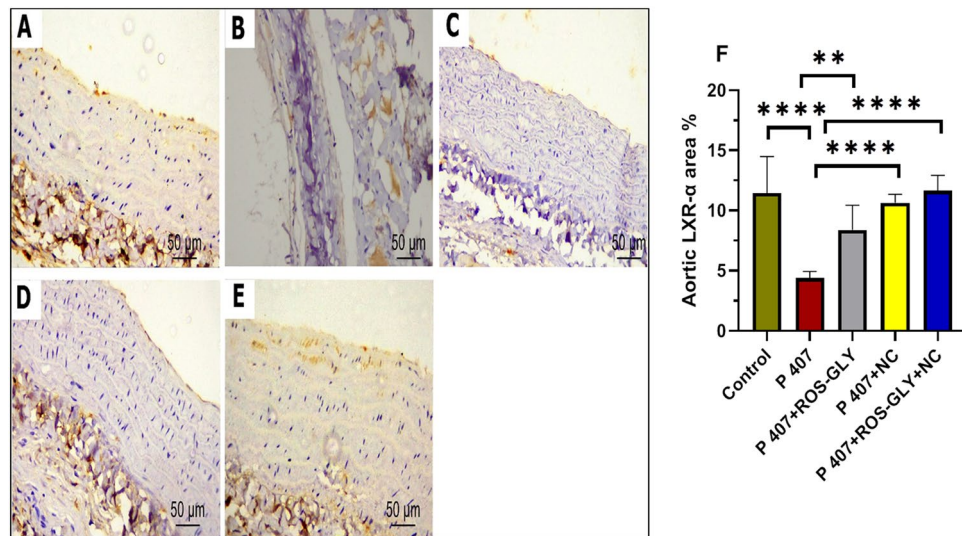 A
B
C
50 µm
50 µm
50 µm
D
E
50 µm
50 µm
F
Aortic LXR-α area %
20
15
10
5
0
**
****
****
****
Control
P 407
P 407+ROS-GLY
P 407+NC
P 407+ROS-GLY+NC